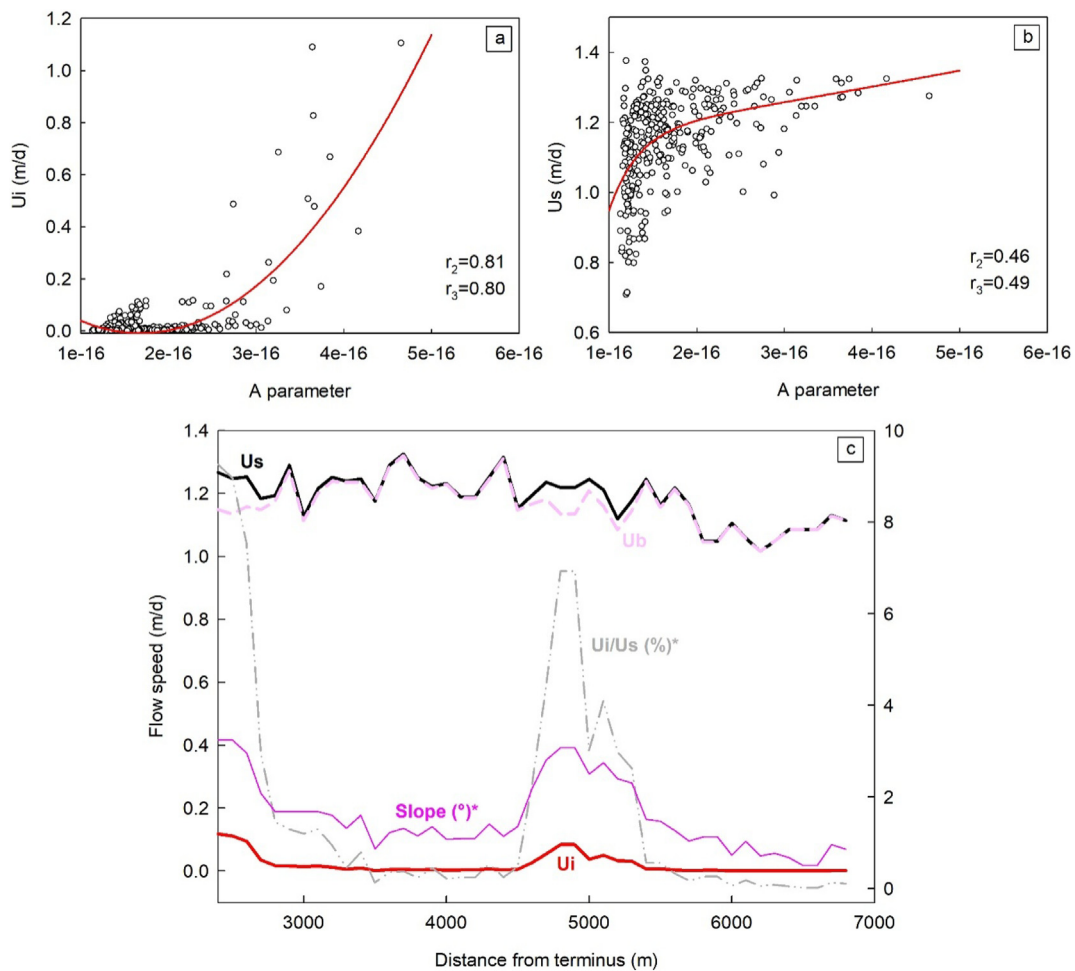 a
1.2
1.0
0.8
0.6
0.4
0.2
0.0
Ui (m/d)
r2=0.81
r3=0.80
1e-16 2e-16 3e-16 4e-16 5e-16 6e-16
A parameter
b
1.4
1.2
1.0
0.8
0.6
Us (m/d)
r2=0.46
r3=0.49
1e-16 2e-16 3e-16 4e-16 5e-16 6e-16
A parameter
c
1.4
1.2
1.0
0.8
0.6
0.4
0.2
0.0
Flow speed (m/d)
Us
Ub
Ui/Us (%)*
Slope (º)*
Ui
10
8
6
4
2
0
3000 4000 5000 6000 7000
Distance from terminus (m)